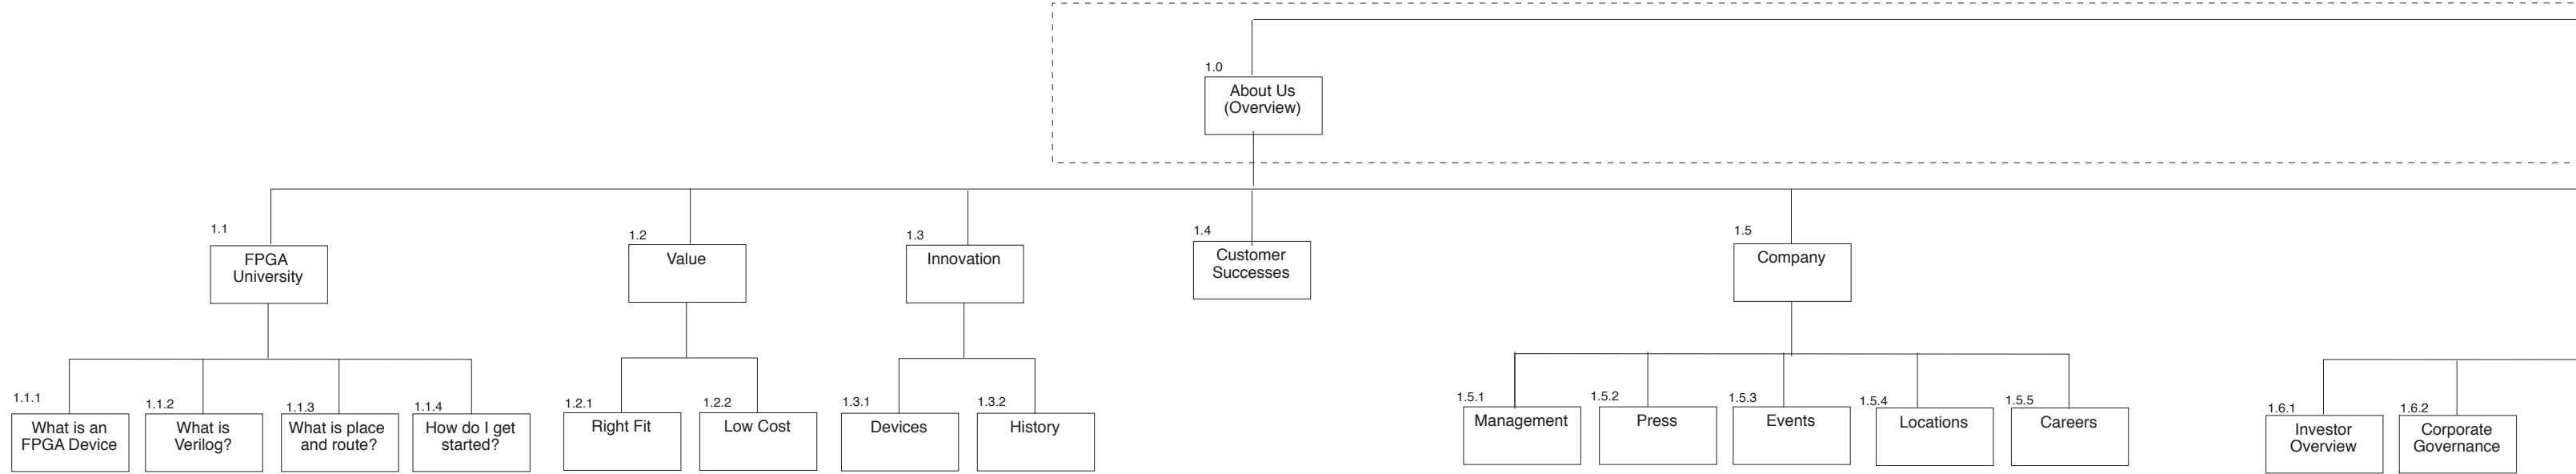 1.0
About Us
(Overview)
1.1
FPGA
University
1.2
Value
1.3
Innovation
1.4
Customer
Successes
1.5
Company
1.1.1
What is an
FPGA Device
1.1.2
What is
Verilog?
1.1.3
What is place
and route?
1.1.4
How do I get
started?
1.2.1
Right Fit
1.2.2
Low Cost
1.3.1
Devices
1.3.2
History
1.5.1
Management
1.5.2
Press
1.5.3
Events
1.5.4
Locations
1.5.5
Careers
1.6.1
Investor
Overview
1.6.2
Corporate
Governance